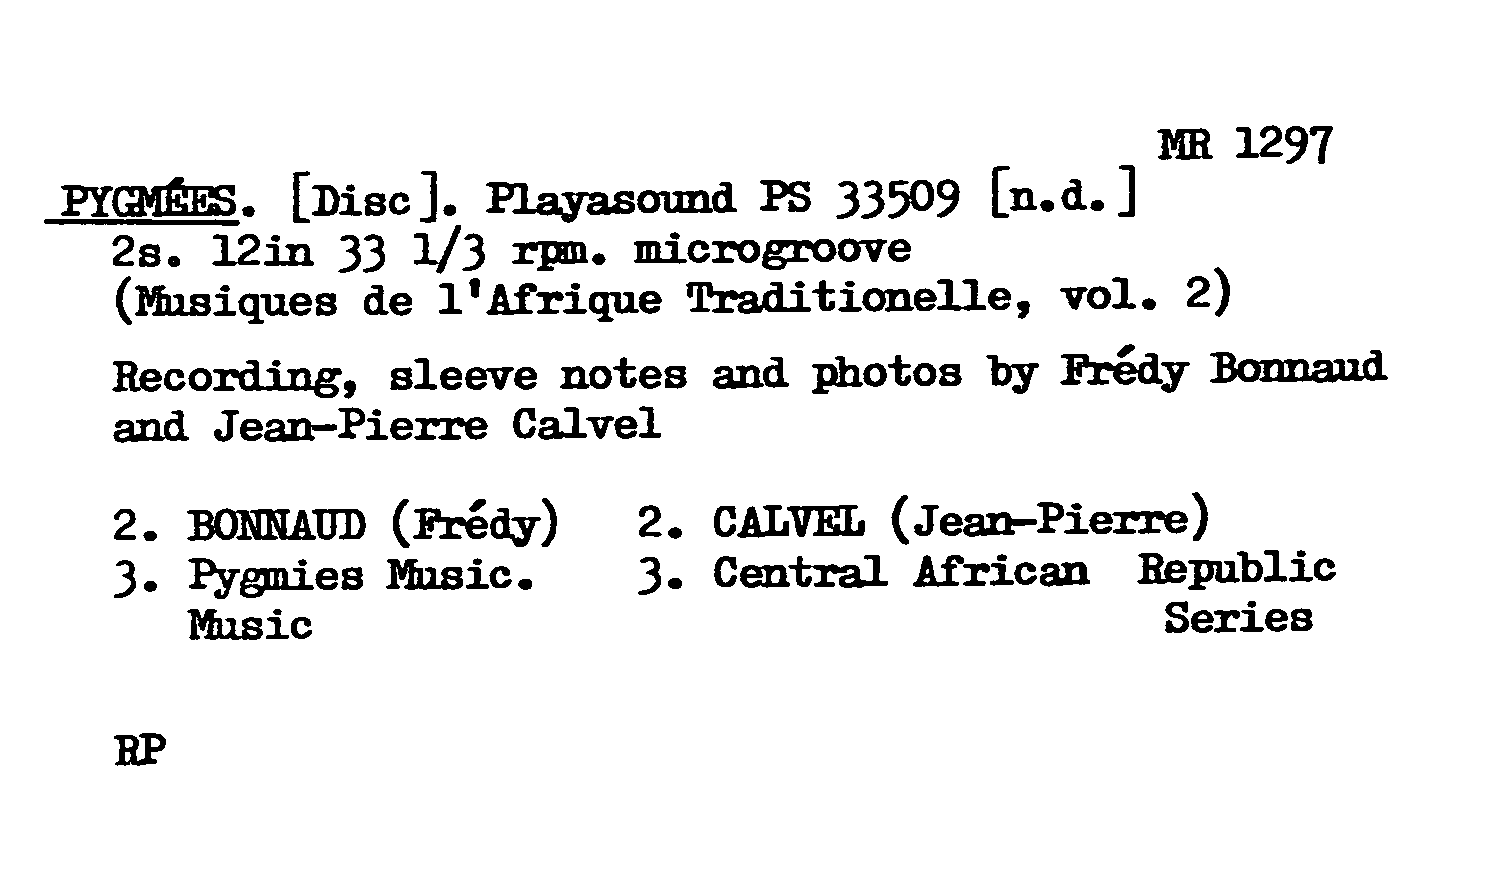 MR 1297
PYGMÉES. [Disc]. Playasound PS 33509 [n.d.]
2s. 12in 33 1/3 rpm. microgroove
(Musiques de l'Afrique Traditionelle, vol. 2)
Recording, sleeve notes and photos by Frédy Bonnaud
and Jean-Pierre Calvel
2. BONNAUD (Frédy) 2. CALVEL (Jean-Pierre)
3. Pygmies Music. 3. Central African Republic
Music Series
RP